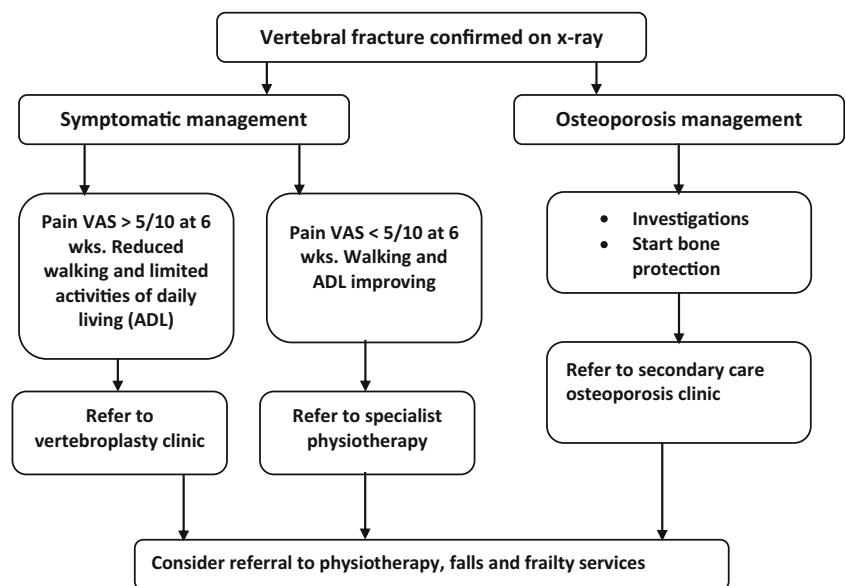 Vertebral fracture confirmed on x-ray
Symptomatic management
Osteoporosis management
Pain VAS > 5/10 at 6
wks. Reduced
walking and limited
activities of daily
living (ADL)
Pain VAS < 5/10 at 6
wks. Walking and
ADL improving
• Investigations
• Start bone
protection
Refer to
vertebroplasty clinic
Refer to specialist
physiotherapy
Refer to secondary care
osteoporosis clinic
Consider referral to physiotherapy, falls and frailty services